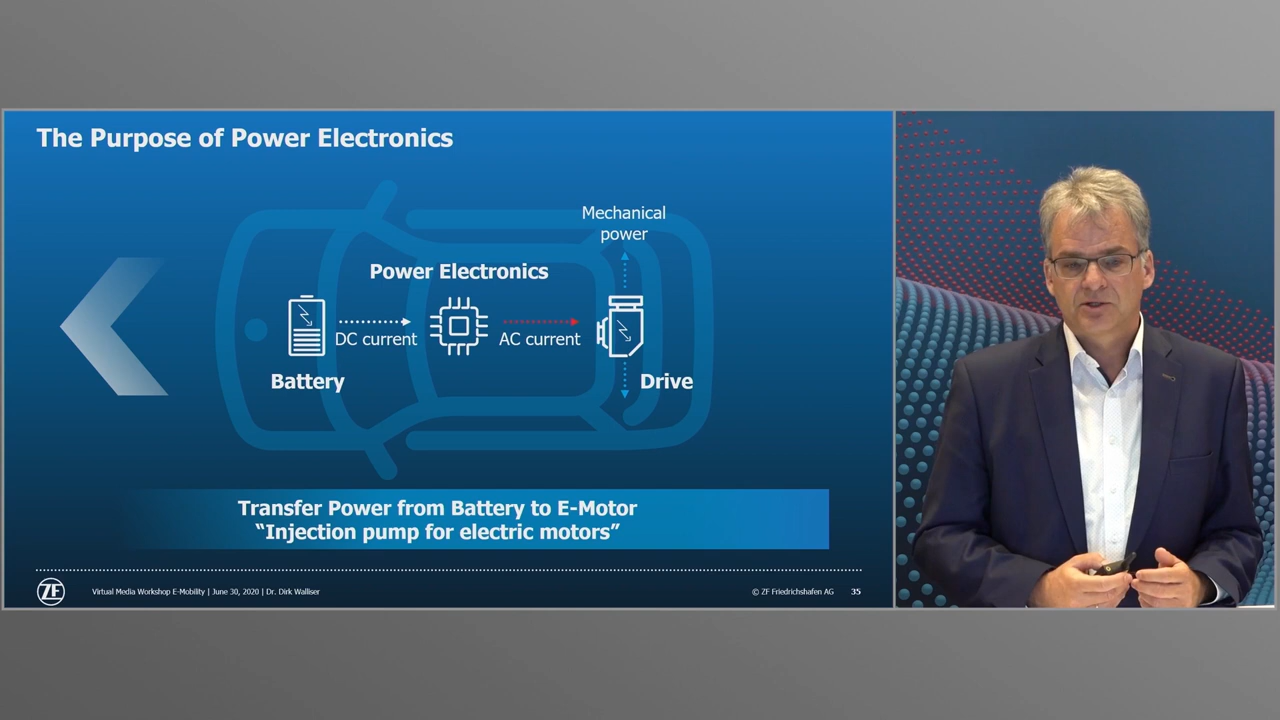 The Purpose of Power Electronics
Mechanical
power
Power Electronics
DC current
AC current
Battery
Drive
Transfer Power from Battery to E-Motor
“Injection pump for electric motors”
ZF
Virtual Media Workshop E-Mobility | June 30, 2020 | Dr. Dirk Walliser
© ZF Friedrichshafen AG
35